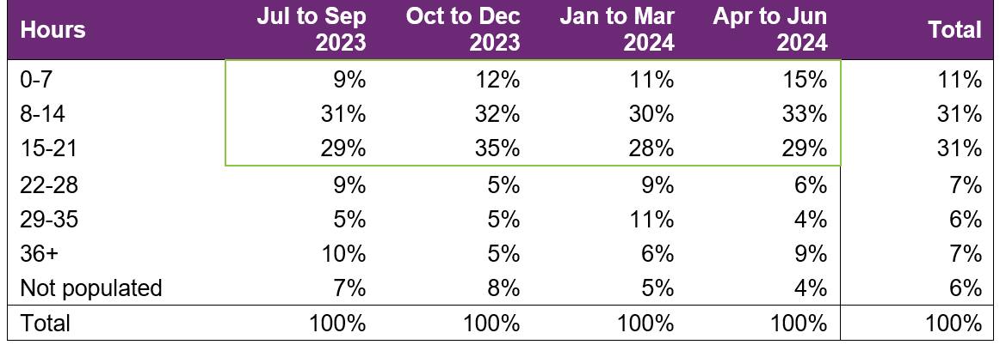 Hours Jul to Sep 2023 Oct to Dec 2023 Jan to Mar 2024 Apr to Jun 2024 Total
0-7 9% 12% 11% 15% 11%
8-14 31% 32% 30% 33% 31%
15-21 29% 35% 28% 29% 31%
22-28 9% 5% 9% 6% 7%
29-35 5% 5% 11% 4% 6%
36+ 10% 5% 6% 9% 7%
Not populated 7% 8% 5% 4% 6%
Total 100% 100% 100% 100% 100%